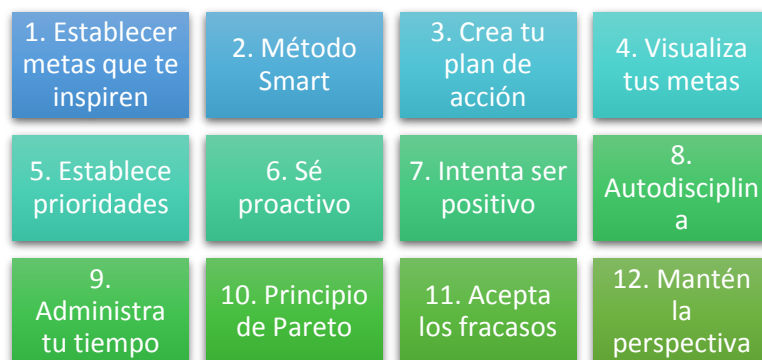 1. Establecer
metas que te
inspiren
2. Método
Smart
3. Crea tu
plan de
acción
4. Visualiza
tus metas
5. Establece
prioridades
6. Sé
proactivo
7. Intenta ser
positivo
8.
Autodisciplin
a
9.
Administra
tu tiempo
10. Principio
de Pareto
11. Acepta
los fracasos
12. Mantén
la
perspectiva